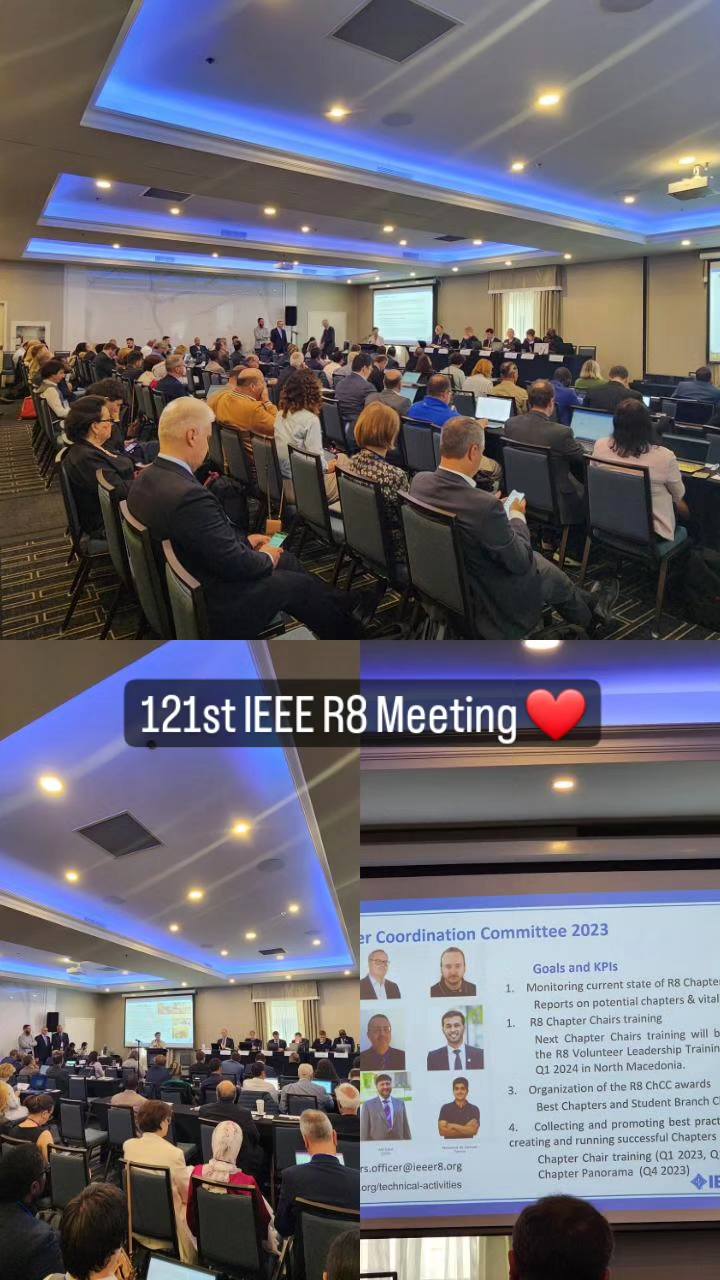 121st IEEE R8 Meeting ❤️
er Coordination Committee 2023
Goals and KPIs
1. Monitoring current state of R8 Chapter
Reports on potential chapters & vital
1. R8 Chapter Chairs training
Next Chapter Chairs training will b
the R8 Volunteer Leadership Trainin
Q1 2024 in North Macedonia.
3. Organization of the R8 ChCC awards
Best Chapters and Student Branch C
4. Collecting and promoting best pract
creating and running successful Chapters
Chapter Chair training (Q1 2023, Q
Chapter Panorama (Q4 2023)
rs.officer@ieeer8.org
org/technical-activities
IE